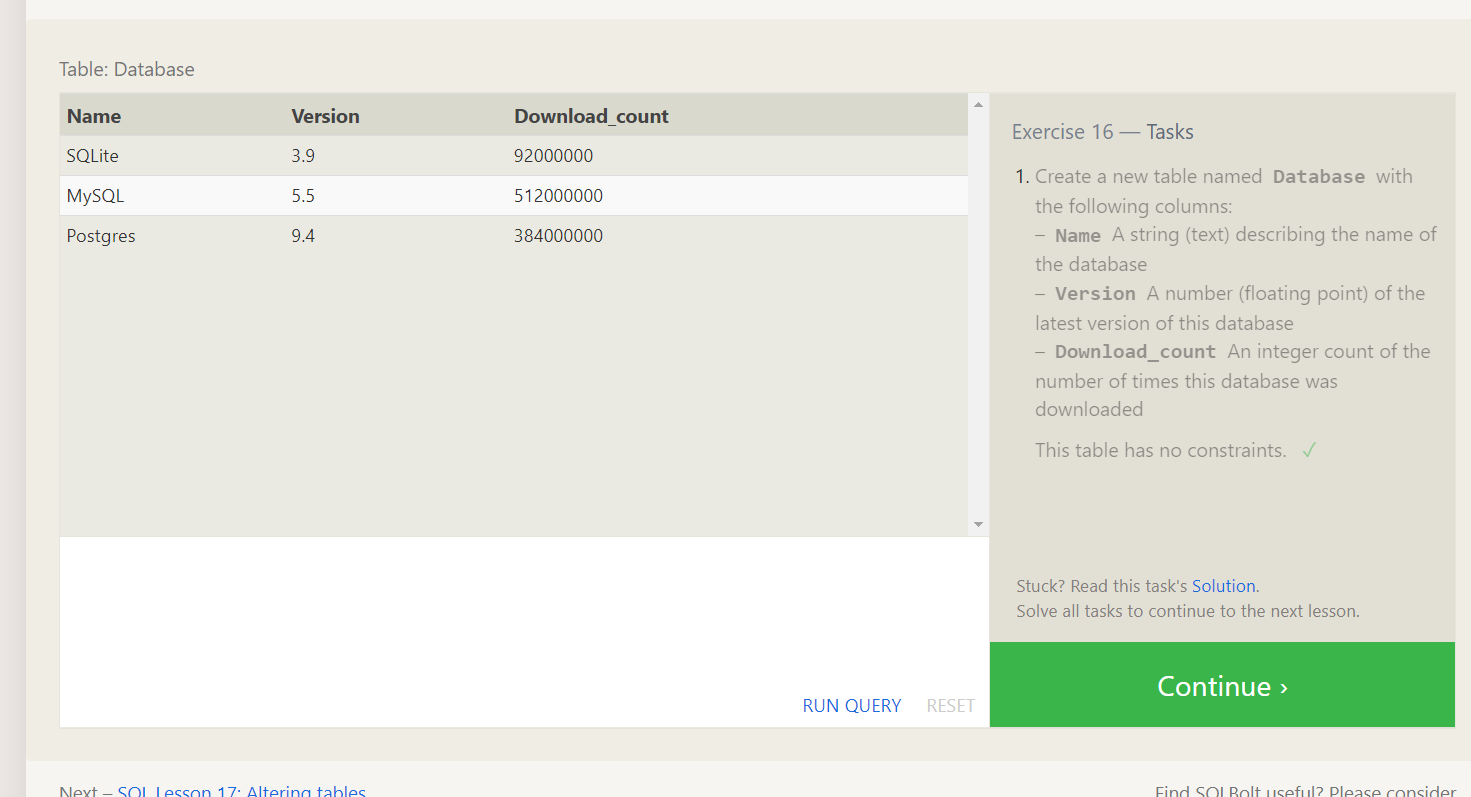 Table: Database
Name Version Download_count
SQLite 3.9 92000000
MySQL 5.5 512000000
Postgres 9.4 384000000
RUN QUERY RESET
Exercise 16 — Tasks
1. Create a new table named Database with
the following columns:
– Name A string (text) describing the name of
the database
– Version A number (floating point) of the
latest version of this database
– Download_count An integer count of the
number of times this database was
downloaded
This table has no constraints. ✓
Stuck? Read this task's Solution.
Solve all tasks to continue to the next lesson.
Continue ›
Next – SQL Lesson 17: Altering tables
Find SQLBolt useful? Please consider